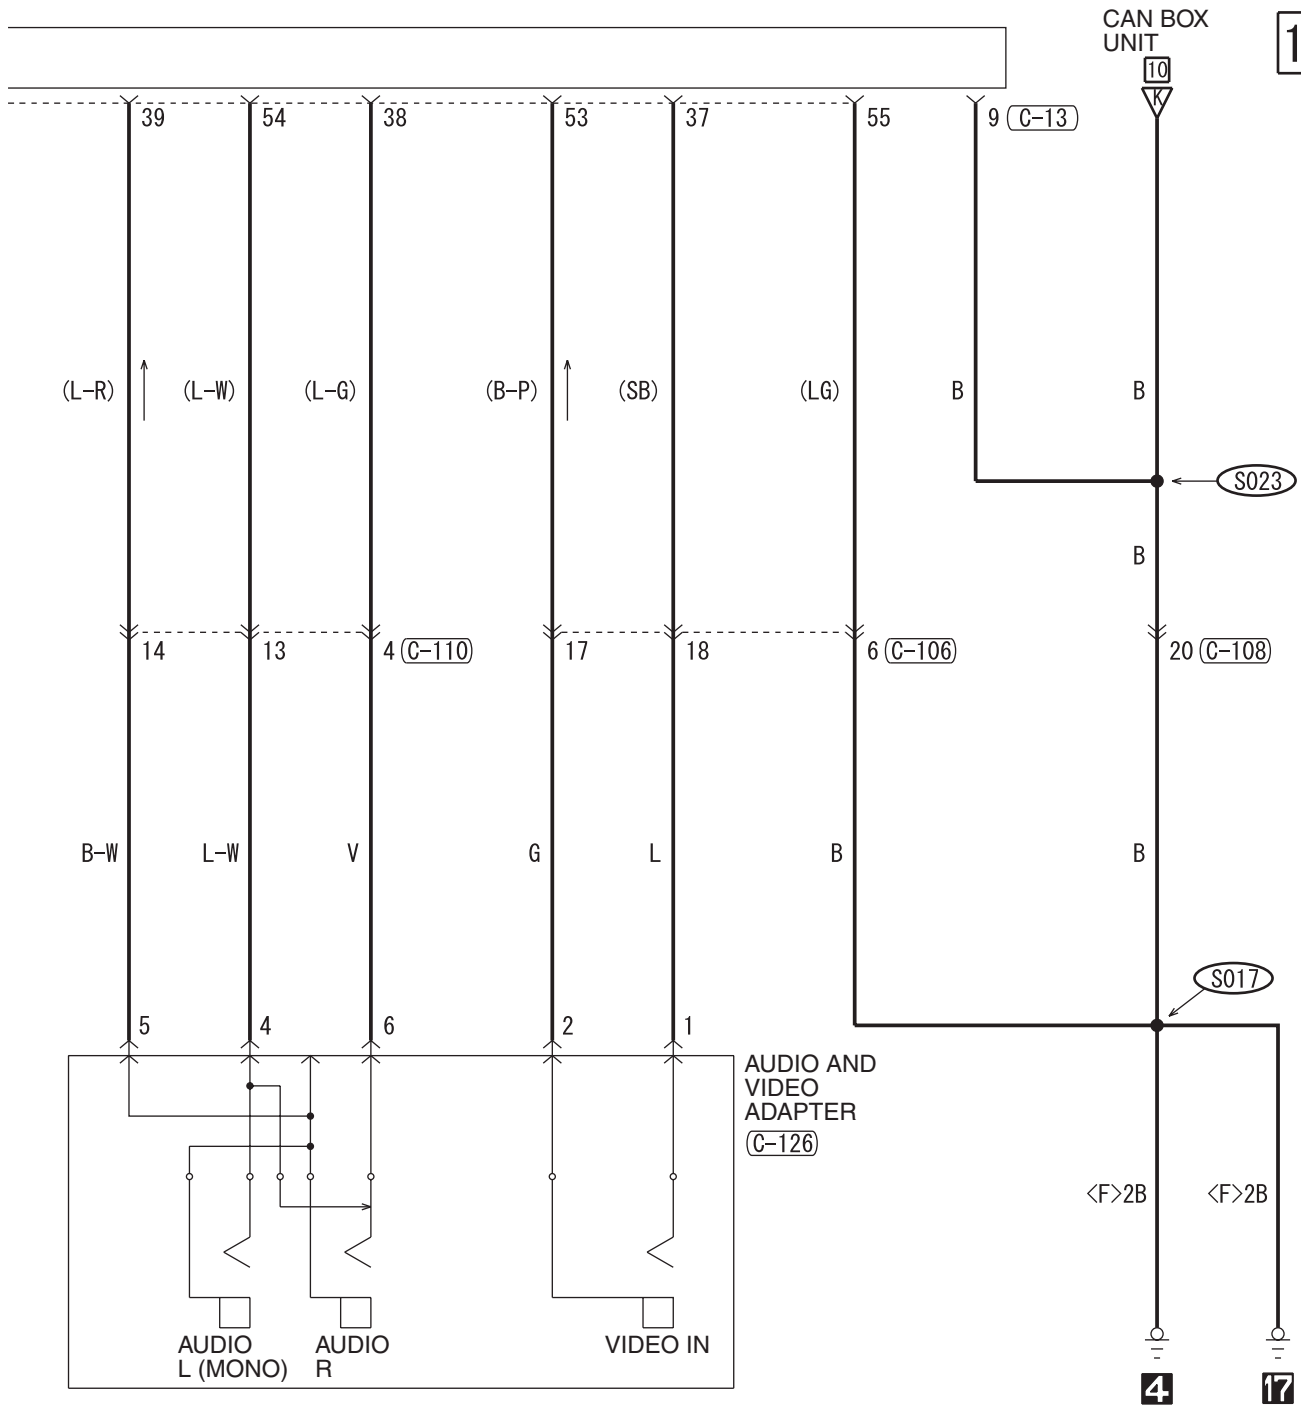 CAN BOX
UNIT
1
10
K
39
54
38
53
37
55
9 C-13
(L-R)
(L-W)
(L-G)
(B-P)
(SB)
(LG)
B
B
S023
B
14
13
4 C-110
17
18
6 C-106
20 C-108
B-W
L-W
V
G
L
B
B
S017
5
4
6
2
1
AUDIO AND
VIDEO
ADAPTER
C-126
<F>2B
<F>2B
AUDIO
L (MONO)
AUDIO
R
VIDEO IN
4
17